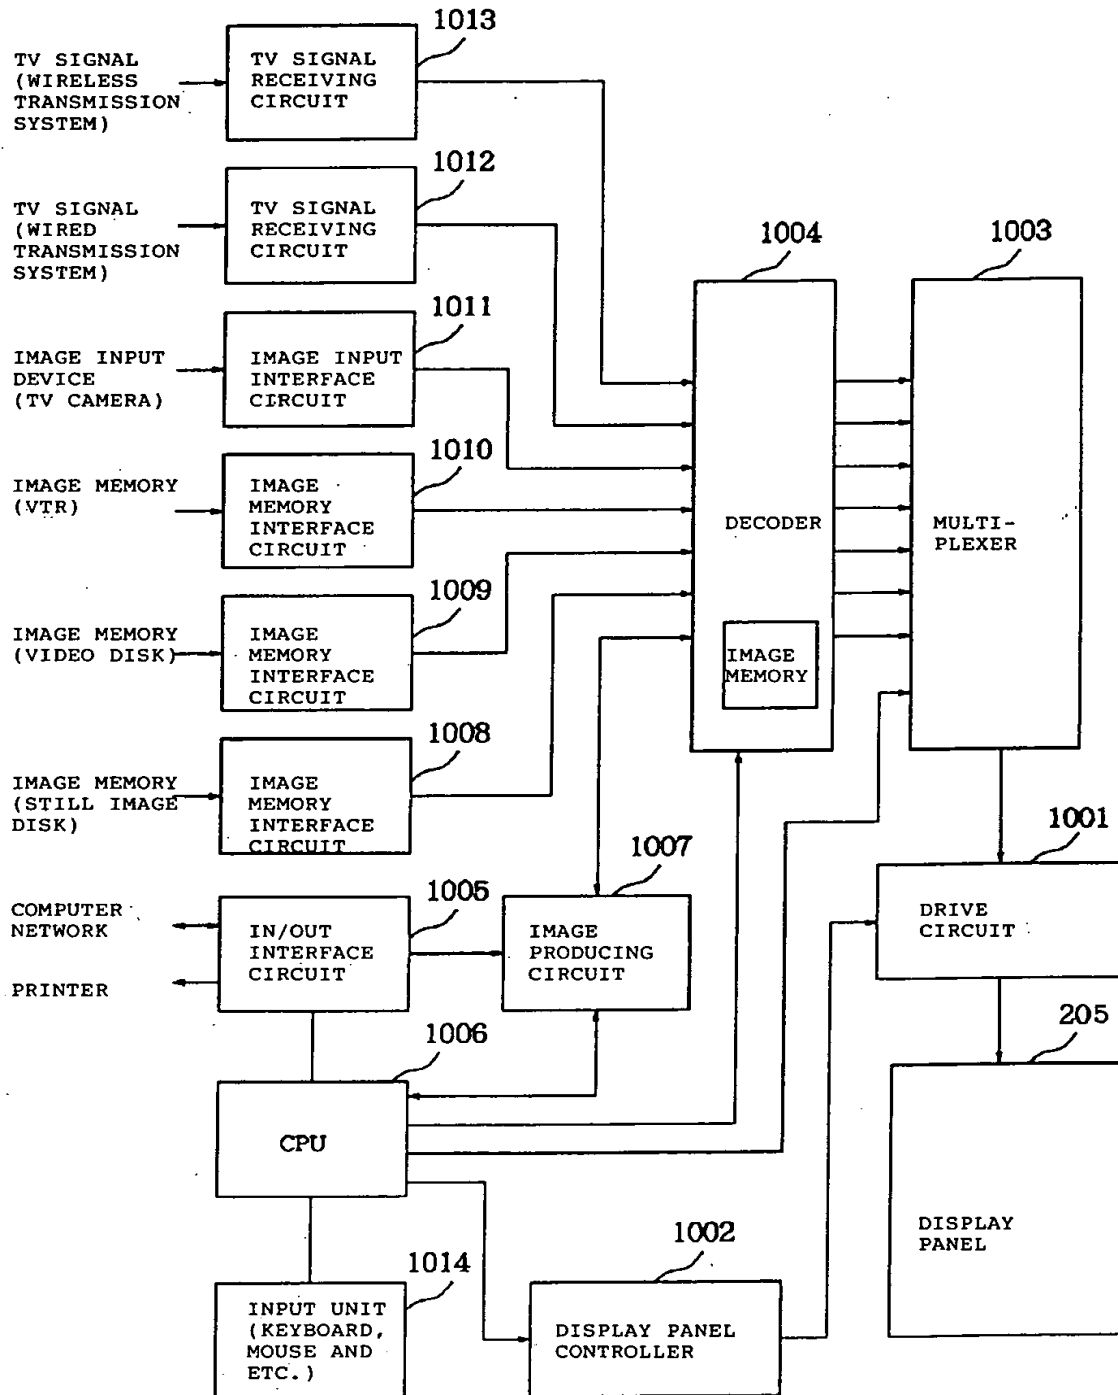 1013
TV SIGNAL
(WIRELESS
TRANSMISSION
SYSTEM)
TV SIGNAL
RECEIVING
CIRCUIT
1012
TV SIGNAL
(WIRED
TRANSMISSION
SYSTEM)
TV SIGNAL
RECEIVING
CIRCUIT
1004
1003
1011
IMAGE INPUT
DEVICE
(TV CAMERA)
IMAGE INPUT
INTERFACE
CIRCUIT
1010
IMAGE MEMORY
(VTR)
IMAGE
MEMORY
INTERFACE
CIRCUIT
DECODER
MULTI-
PLEXER
1009
IMAGE MEMORY
(VIDEO DISK)
IMAGE
MEMORY
INTERFACE
CIRCUIT
IMAGE
MEMORY
1008
IMAGE MEMORY
(STILL IMAGE
DISK)
IMAGE
MEMORY
INTERFACE
CIRCUIT
1007
1001
COMPUTER
NETWORK
PRINTER
1005
IN/OUT
INTERFACE
CIRCUIT
IMAGE
PRODUCING
CIRCUIT
DRIVE
CIRCUIT
1006
205
CPU
DISPLAY
PANEL
1014
1002
INPUT UNIT
(KEYBOARD,
MOUSE AND
ETC.)
DISPLAY PANEL
CONTROLLER